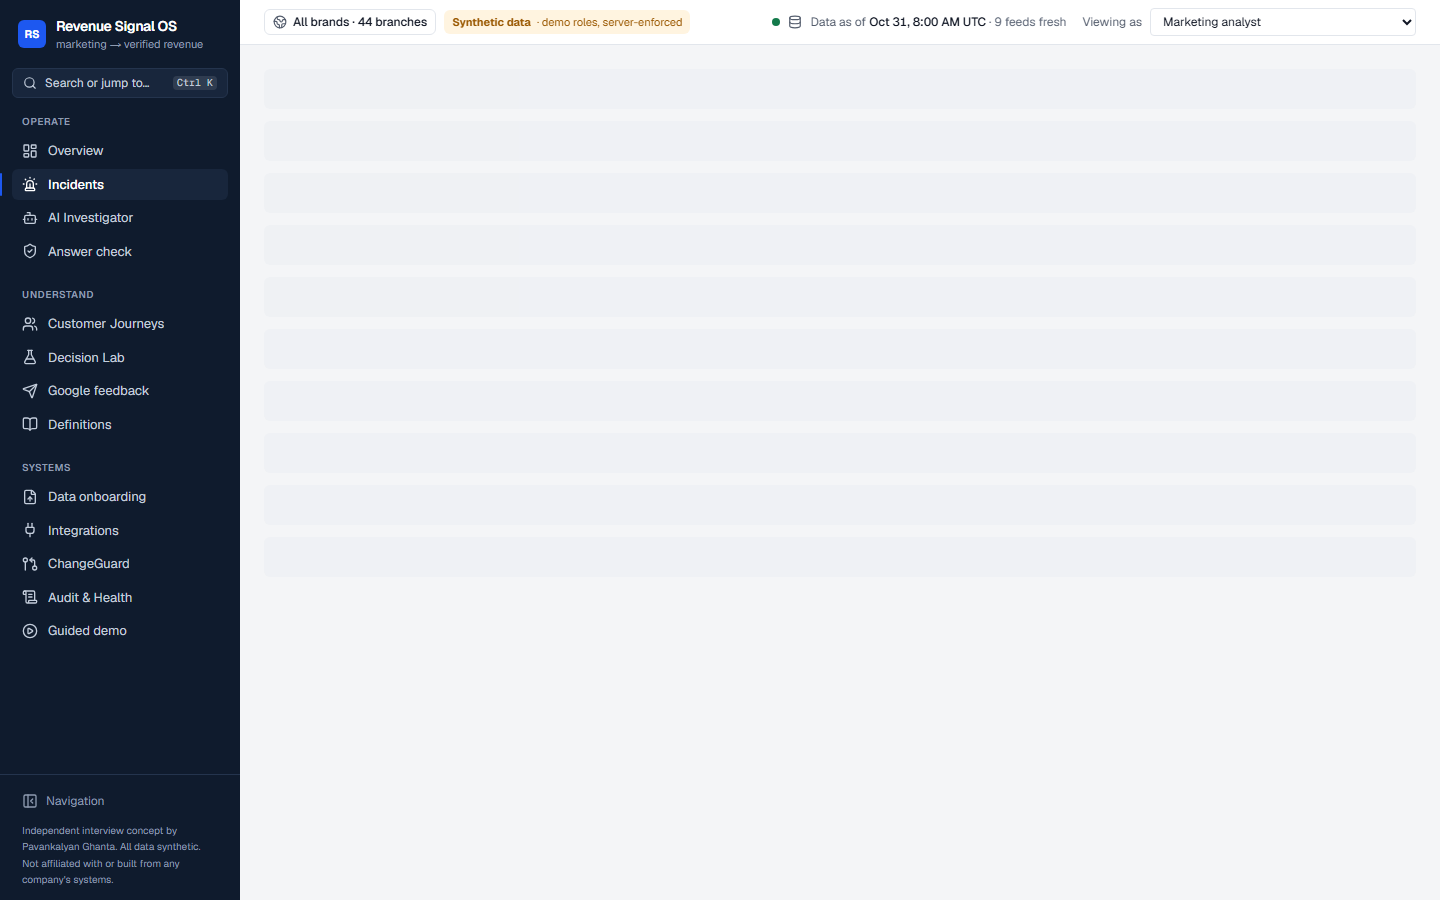 RS
Revenue Signal OS
marketing → verified revenue
Search or jump to...
Ctrl K
OPERATE
Overview
Incidents
AI Investigator
Answer check
UNDERSTAND
Customer Journeys
Decision Lab
Google feedback
Definitions
SYSTEMS
Data onboarding
Integrations
ChangeGuard
Audit & Health
Guided demo
Navigation
Independent interview concept by
Pavankalyan Ghanta. All data synthetic.
Not affiliated with or built from any
company's systems.
All brands · 44 branches
Synthetic data · demo roles, server-enforced
Data as of Oct 31, 8:00 AM UTC · 9 feeds fresh
Viewing as
Marketing analyst